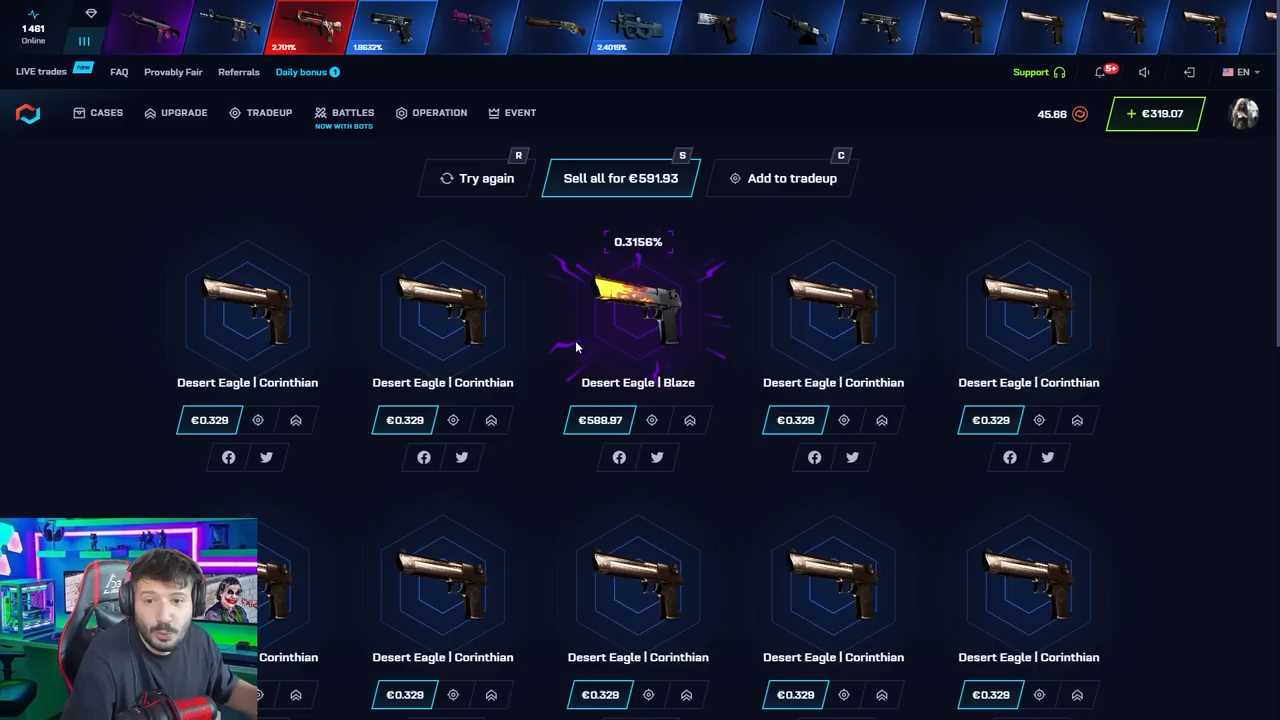 1 461
Online
2.701%
1.8632%
2.4019%
LIVE trades
new
FAQ
Provably Fair
Referrals
Daily bonus 1
Support
5+
EN
CASES
UPGRADE
TRADEUP
BATTLES
NOW WITH BOTS
OPERATION
EVENT
45.66
+ €319.07
R
S
C
Try again
Sell all for €591.93
Add to tradeup
0.3156%
Desert Eagle | Corinthian
Desert Eagle | Corinthian
Desert Eagle | Blaze
Desert Eagle | Corinthian
Desert Eagle | Corinthian
€0.329
€0.329
€588.97
€0.329
€0.329
Corinthian
Desert Eagle | Corinthian
Desert Eagle | Corinthian
Desert Eagle | Corinthian
Desert Eagle | Corinthian
€0.329
€0.329
€0.329
€0.329